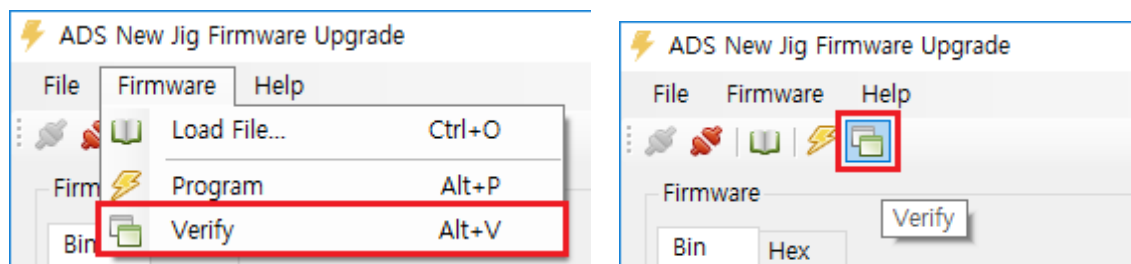 ADS New Jig Firmware Upgrade
File Firmware Help
Load File... Ctrl+O
Program Alt+P
Firm
Verify Alt+V
Bin
ADS New Jig Firmware Upgrade
File Firmware Help
Firmware
Verify
Bin Hex